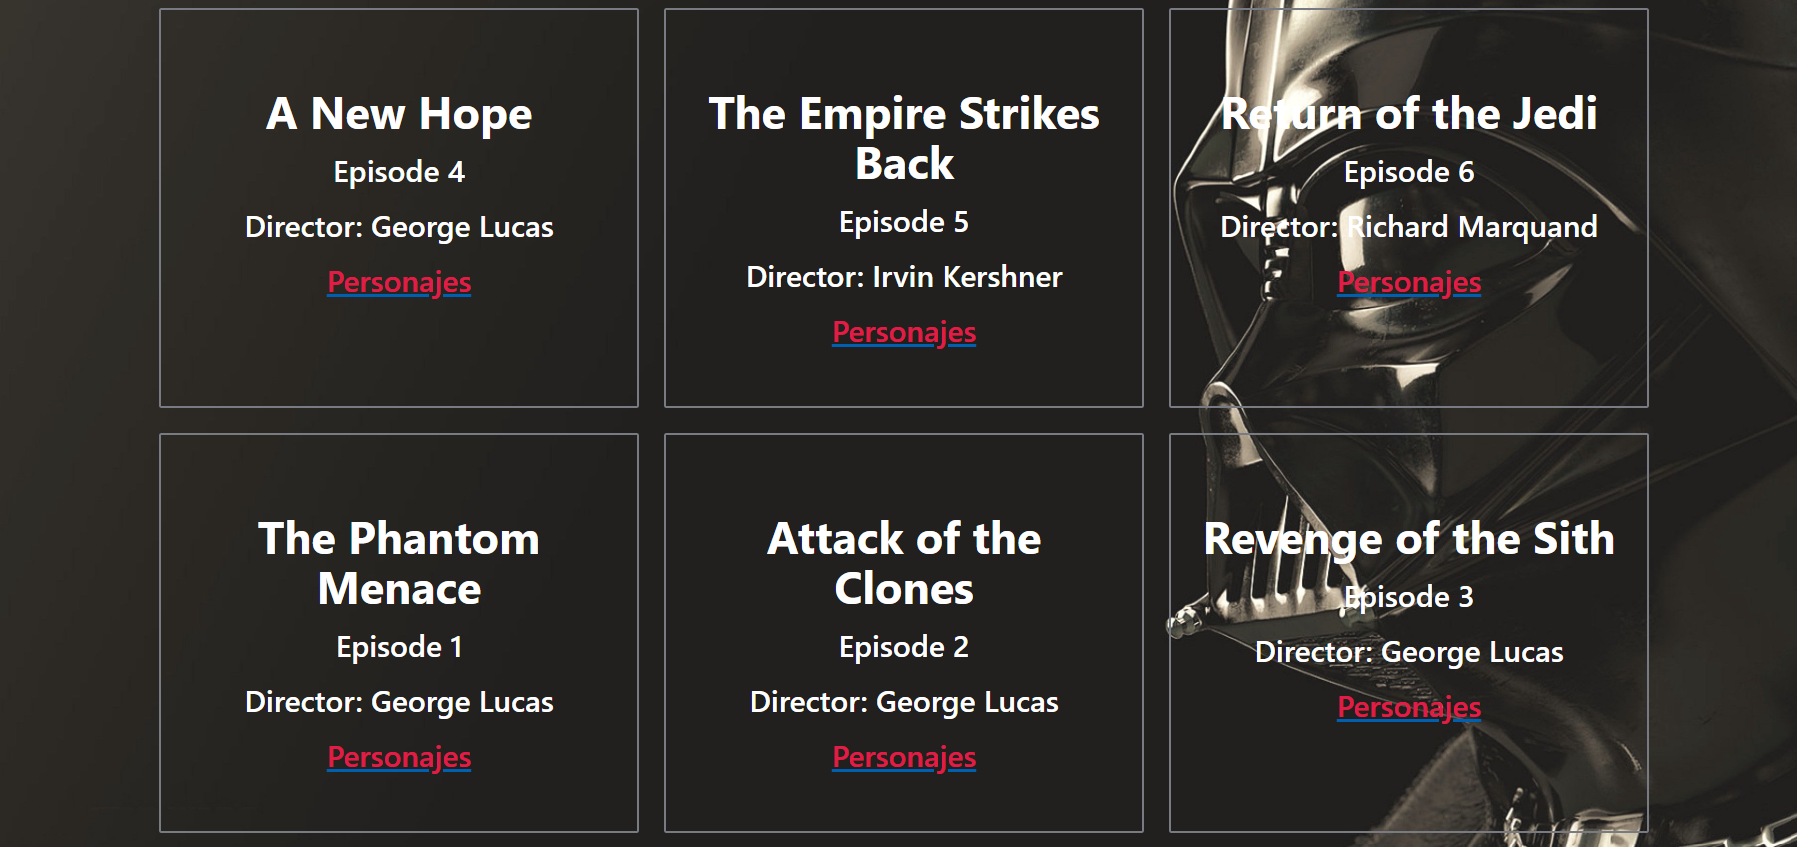 A New Hope
Episode 4
Director: George Lucas
Personajes
The Empire Strikes
Back
Episode 5
Director: Irvin Kershner
Personajes
Return of the Jedi
Episode 6
Director: Richard Marquand
Personajes
The Phantom
Menace
Episode 1
Director: George Lucas
Personajes
Attack of the
Clones
Episode 2
Director: George Lucas
Personajes
Revenge of the Sith
Episode 3
Director: George Lucas
Personajes